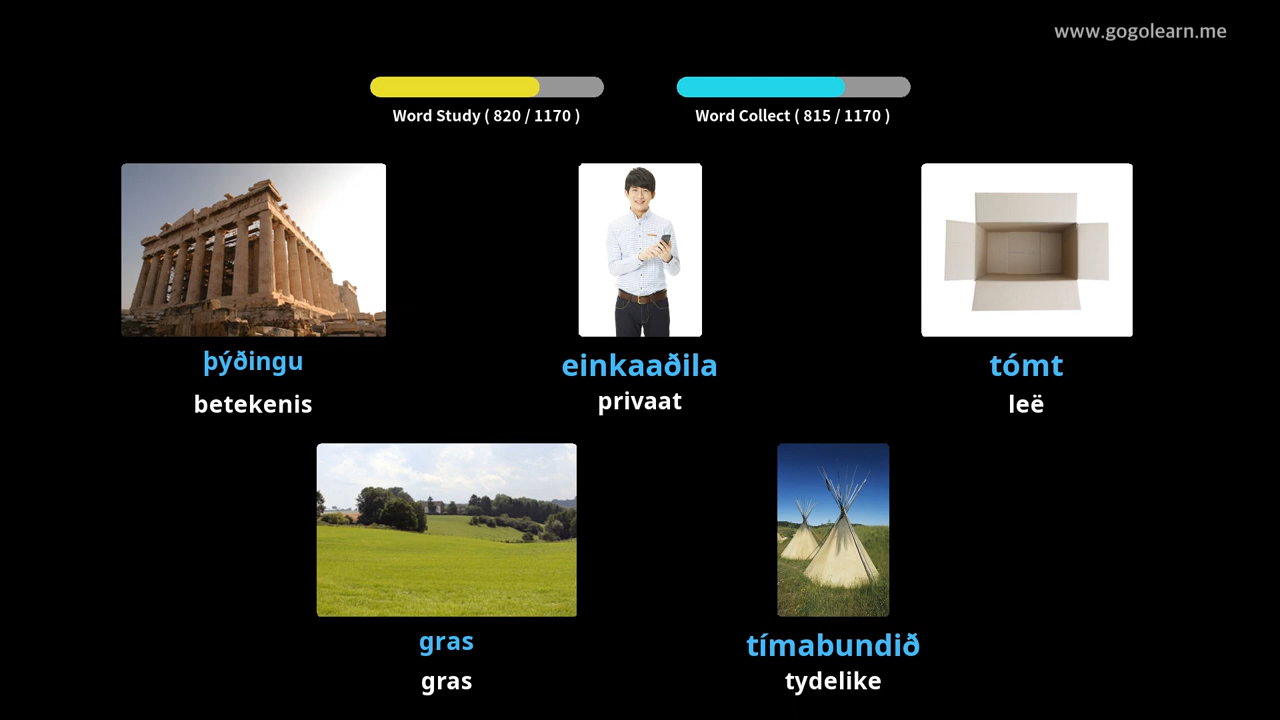 www.gogolearn.me
Word Study ( 820 / 1170 )
Word Collect ( 815 / 1170 )
þýðingu
betekenis
einkaaðila
privaat
tómt
leë
gras
gras
tímabundið
tydelike